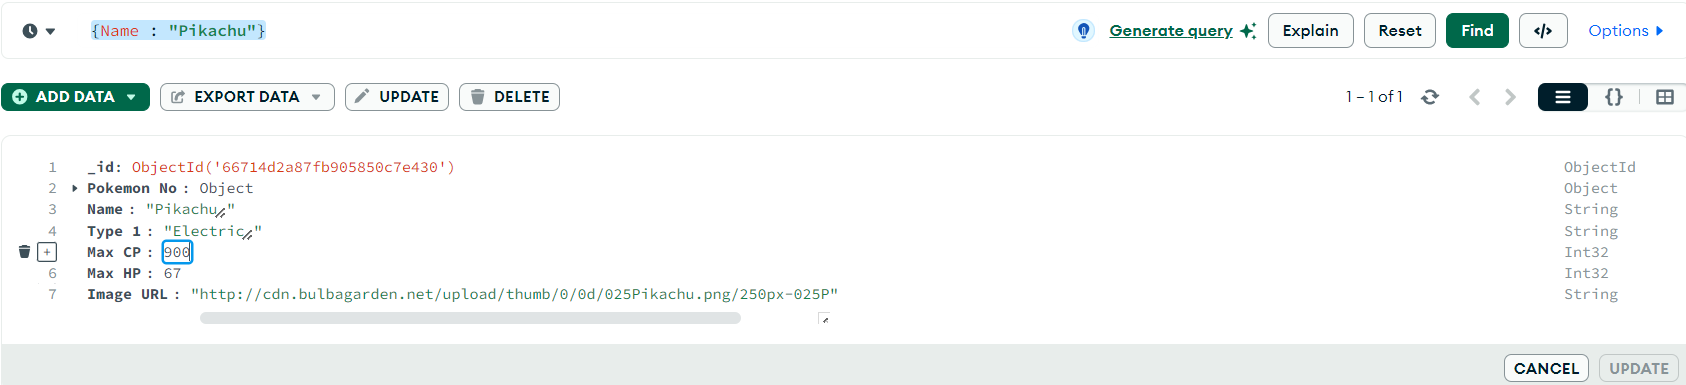 {Name : "Pikachu"} Generate query Explain Reset Find </> Options
ADD DATA EXPORT DATA UPDATE DELETE 1 – 1 of 1 {}
1 _id: ObjectId('66714d2a87fb905850c7e430') ObjectId
2 Pokemon No : Object Object
3 Name : "Pikachu" String
4 Type 1 : "Electric" String
+ Max CP : 900 Int32
6 Max HP : 67 Int32
7 Image URL : "http://cdn.bulbagarden.net/upload/thumb/0/0d/025Pikachu.png/250px-025P" String
CANCEL UPDATE